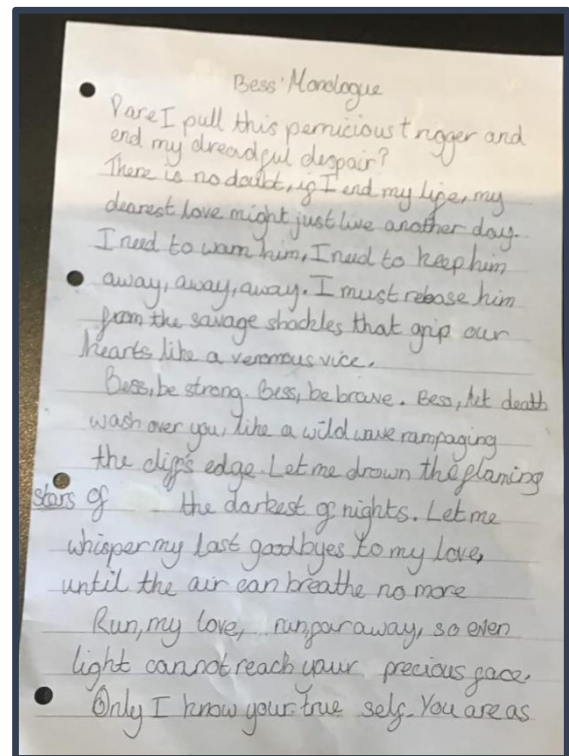 Bess' Monologue
Dare I pull this pernicious trigger and
end my dreadful despair?
There is no doubt, if I end my life, my
dearest love might just live another day.
I need to warn him, I need to keep him
away, away, away. I must release him
from the savage shackles that grip our
hearts like a venomous vice.
Bess, be strong. Bess, be brave. Bess, let death
wash over you, like a wild wave rampaging
the cliff's edge. Let me drown the flaming
stars of the darkest of nights. Let me
whisper my last goodbyes to my love,
until the air can breathe no more
Run, my love, run, far away, so even
light cannot reach your precious face.
Only I know your true self. You are as